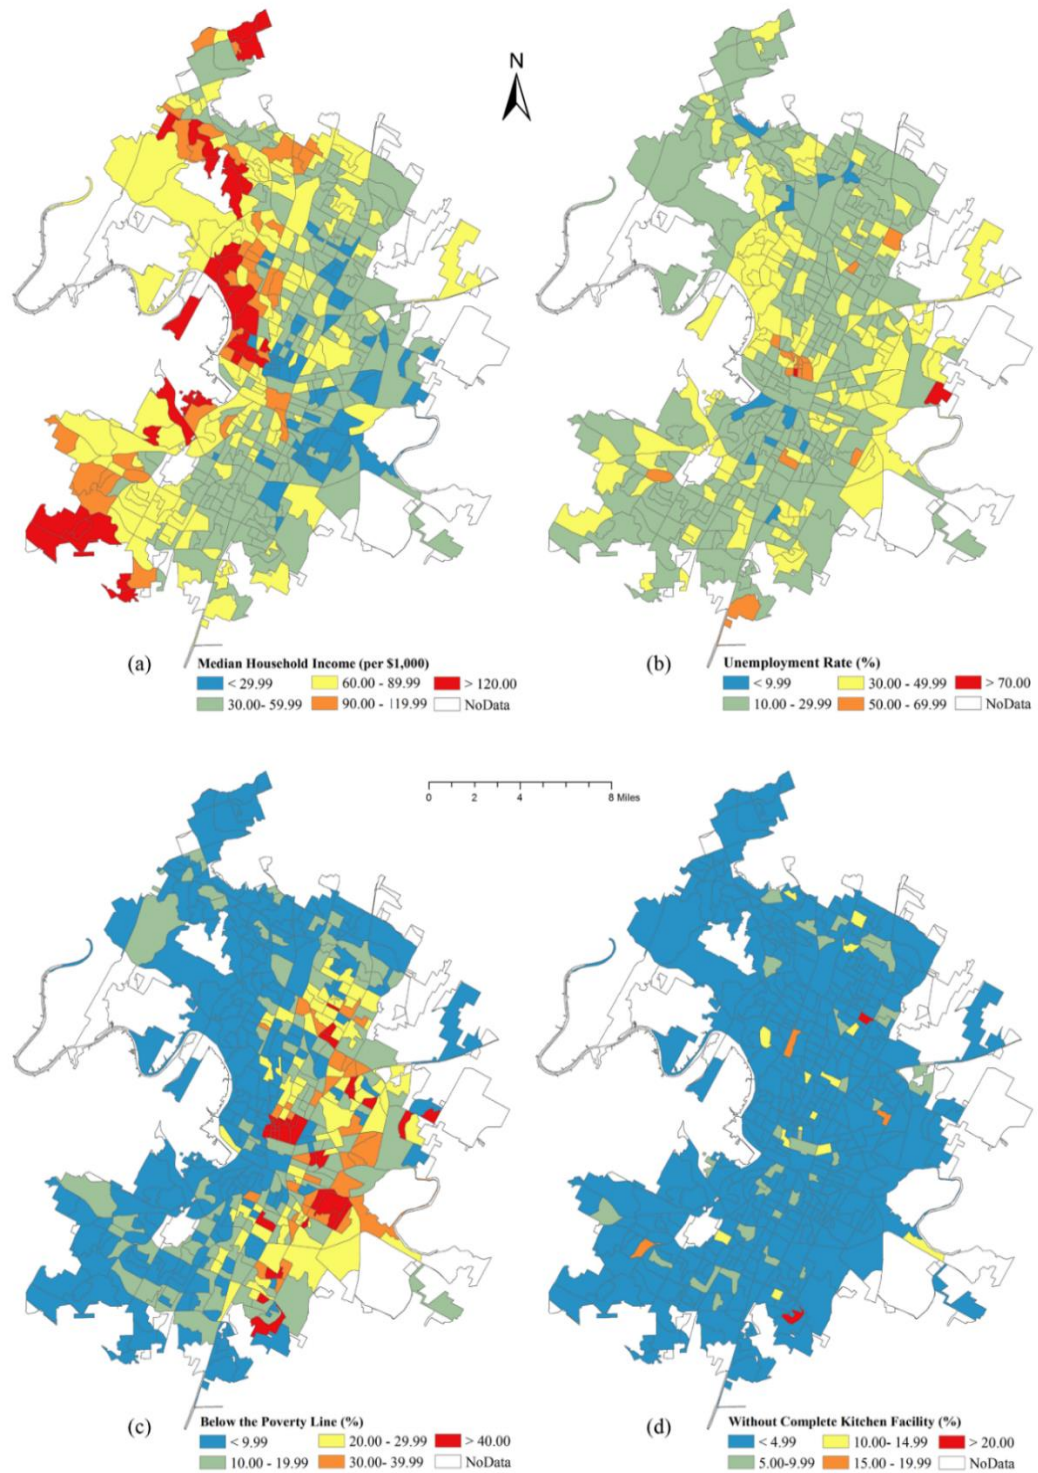 N
(a) Median Household Income (per $1,000)
< 29.99 60.00 - 89.99 > 120.00
30.00- 59.99 90.00 - 119.99 NoData
(b) Unemployment Rate (%)
< 9.99 30.00 - 49.99 > 70.00
10.00 - 29.99 50.00 - 69.99 NoData
0 2 4 8 Miles
(c) Below the Poverty Line (%)
< 9.99 20.00 - 29.99 > 40.00
10.00 - 19.99 30.00- 39.99 NoData
(d) Without Complete Kitchen Facility (%)
< 4.99 10.00- 14.99 > 20.00
5.00-9.99 15.00 - 19.99 NoData